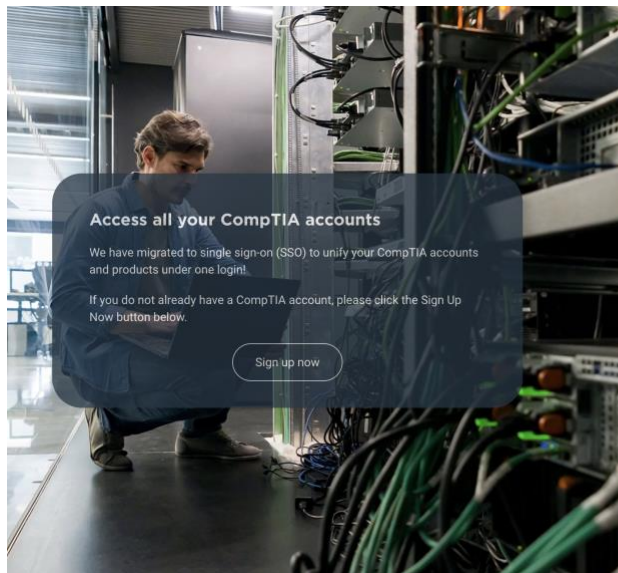 Access all your CompTIA accounts
We have migrated to single sign-on (SSO) to unify your CompTIA accounts
and products under one login!
If you do not already have a CompTIA account, please click the Sign Up
Now button below.
Sign up now